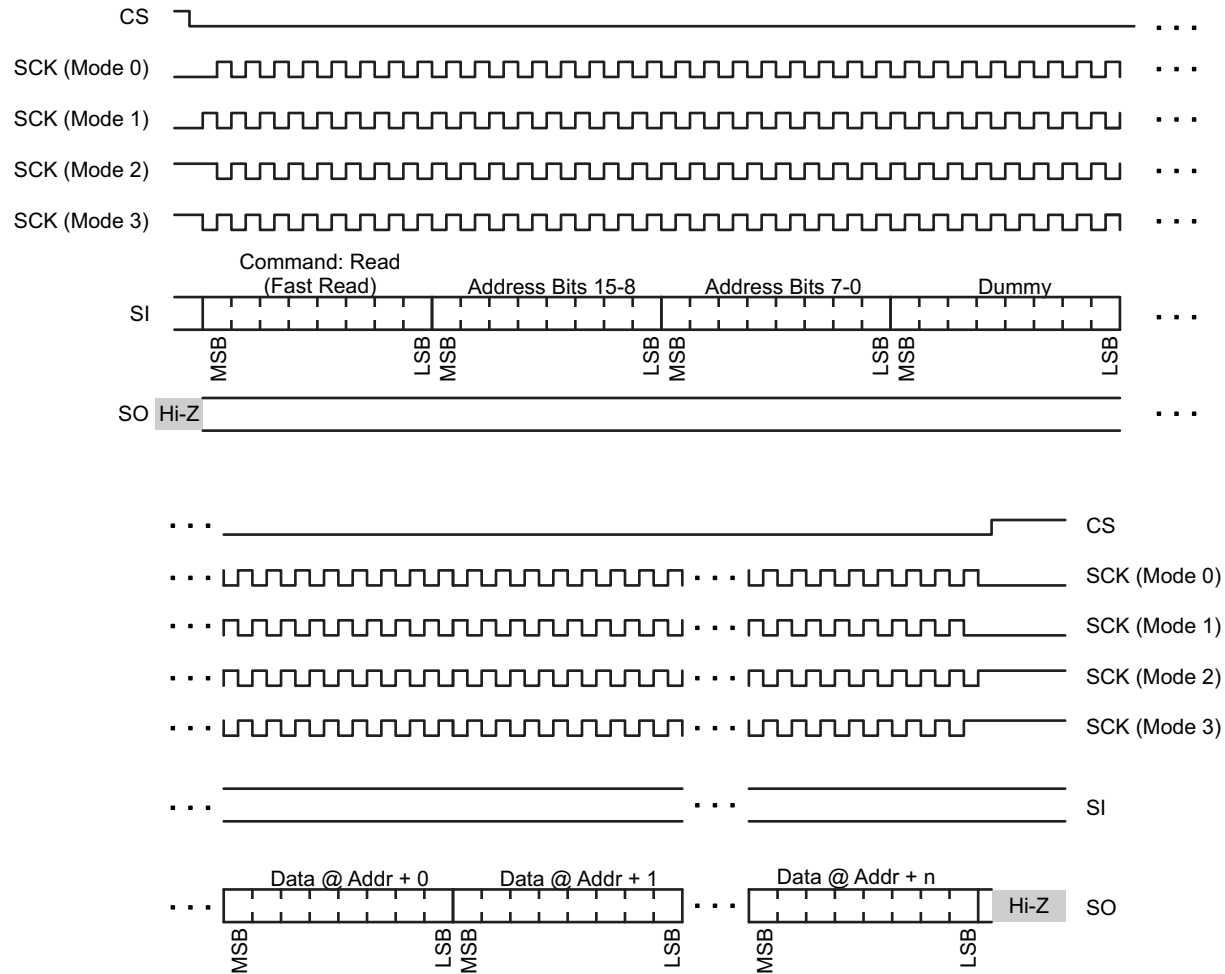 CS
. . .
SCK (Mode 0)
. . .
SCK (Mode 1)
. . .
SCK (Mode 2)
. . .
SCK (Mode 3)
. . .
Command: Read
(Fast Read) Address Bits 15-8 Address Bits 7-0 Dummy
SI
. . .
MSB LSB MSB LSB MSB LSB MSB LSB
SO Hi-Z
. . .
. . . CS
. . . . . . SCK (Mode 0)
. . . . . . SCK (Mode 1)
. . . . . . SCK (Mode 2)
. . . . . . SCK (Mode 3)
. . . . . . SI
Data @ Addr + 0 Data @ Addr + 1 Data @ Addr + n
. . . . . . Hi-Z SO
MSB LSB MSB LSB MSB LSB